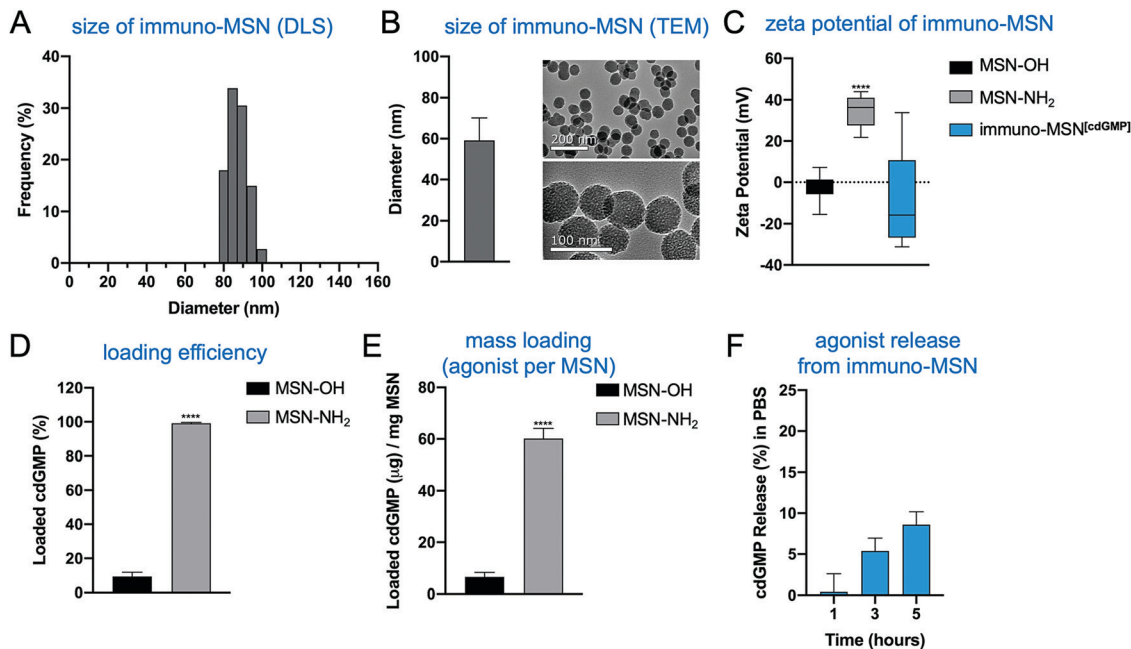 A
size of immuno-MSN (DLS)
Frequency (%)
40
30
20
10
0
0 20 40 60 80 100 120 140 160
Diameter (nm)
B
size of immuno-MSN (TEM)
Diameter (nm)
100
80
60
40
20
0
200 nm
100 nm
C
zeta potential of immuno-MSN
Zeta Potential (mV)
60
40
20
0
-20
-40
****
MSN-OH
MSN-NH₂
immuno-MSN[cdGMP]
D
loading efficiency
Loaded cdGMP (%)
120
100
80
60
40
20
0
****
MSN-OH
MSN-NH₂
E
mass loading
(agonist per MSN)
Loaded cdGMP (μg) / mg MSN
80
60
40
20
0
****
MSN-OH
MSN-NH₂
F
agonist release
from immuno-MSN
cdGMP Release (%) in PBS
25
20
15
10
5
0
1 3 5
Time (hours)